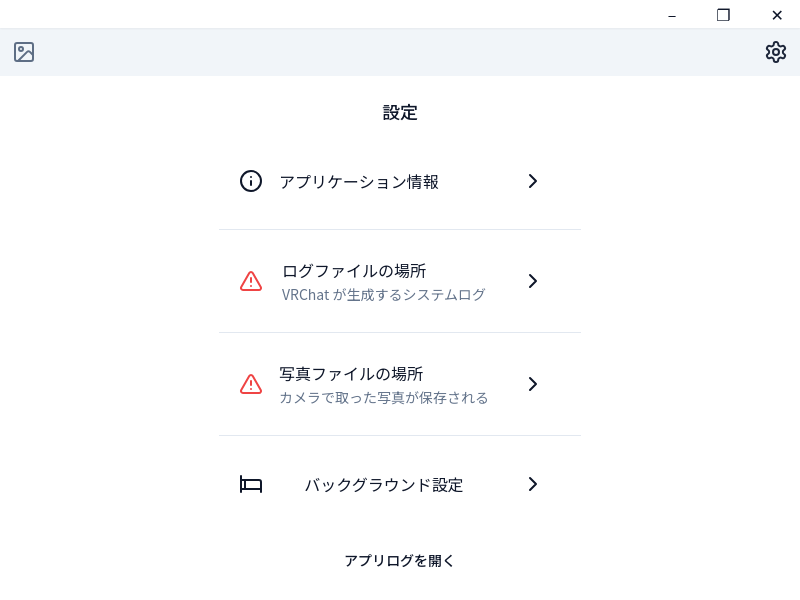 設定
アプリケーション情報
ログファイルの場所
VRChat が生成するシステムログ
写真ファイルの場所
カメラで取った写真が保存される
バックグラウンド設定
アプリログを開く